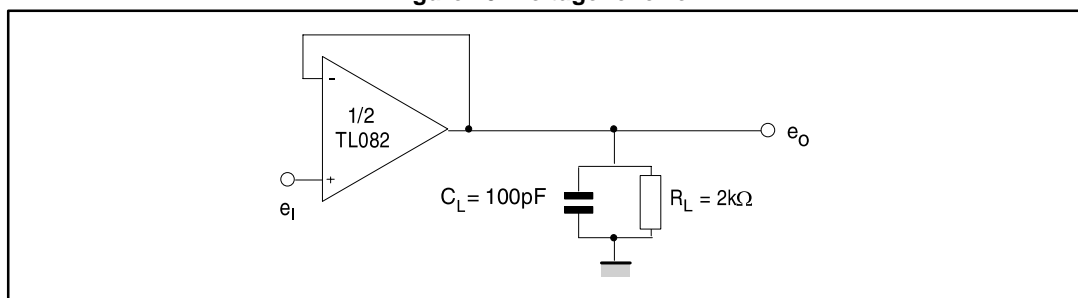 -
1/2
TL082
+
e_I
e_o
C_L= 100pF
R_L = 2kΩ